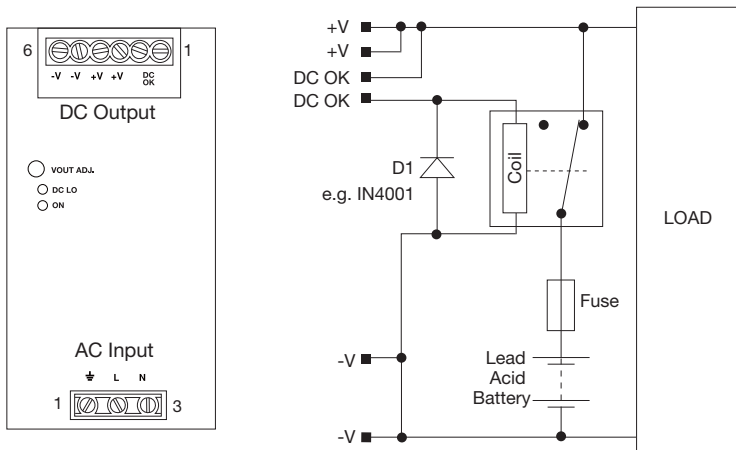 6 1
-V -V +V +V DC OK
DC Output
VOUT ADJ.
DC LO
ON
AC Input
L N
1 3
+V
+V
DC OK
DC OK
D1
e.g. IN4001
Coil
Fuse
Lead
Acid
Battery
-V
-V
LOAD